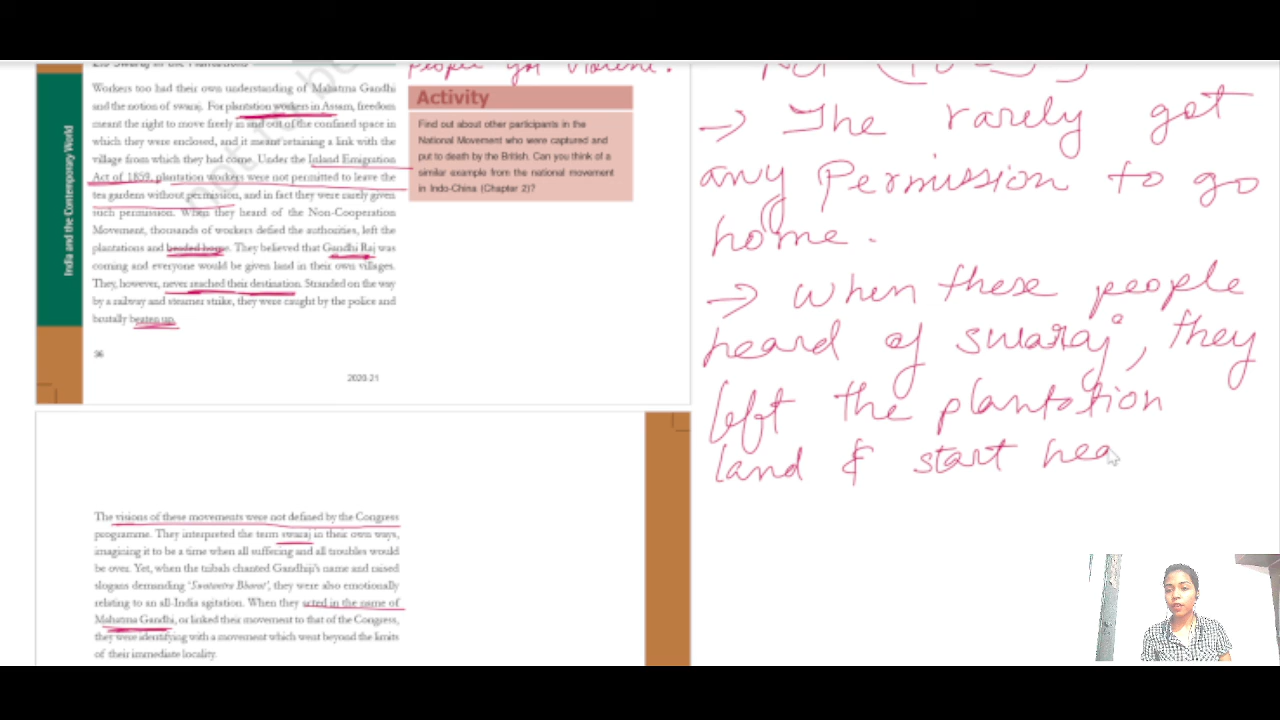 2.3 Swaraj in the Plantations
Workers too had their own understanding of Mahatma Gandhi
and the notion of swaraj. For plantation workers in Assam, freedom
meant the right to move freely in and out of the confined space in
which they were enclosed, and it meant retaining a link with the
village from which they had come. Under the Inland Emigration
Act of 1859, plantation workers were not permitted to leave the
tea gardens without permission, and in fact they were rarely given
such permission. When they heard of the Non-Cooperation
Movement, thousands of workers defied the authorities, left the
plantations and headed home. They believed that Gandhi Raj was
coming and everyone would be given land in their own villages.
They, however, never reached their destination. Stranded on the way
by a railway and steamer strike, they were caught by the police and
brutally beaten up.
36
2020-21
India and the Contemporary World
people got violent.
Activity
Find out about other participants in the
National Movement who were captured and
put to death by the British. Can you think of a
similar example from the national movement
in Indo-China (Chapter 2)?
The visions of these movements were not defined by the Congress
programme. They interpreted the term swaraj in their own ways,
imagining it to be a time when all suffering and all troubles would
be over. Yet, when the tribals chanted Gandhiji's name and raised
slogans demanding 'Swatantra Bharat', they were also emotionally
relating to an all-India agitation. When they acted in the name of
Mahatma Gandhi, or linked their movement to that of the Congress,
they were identifying with a movement which went beyond the limits
of their immediate locality.
→ The rarely got
any Permission to go
home.
→ When these people
heard of swaraj, they
left the plantation
land & start hea